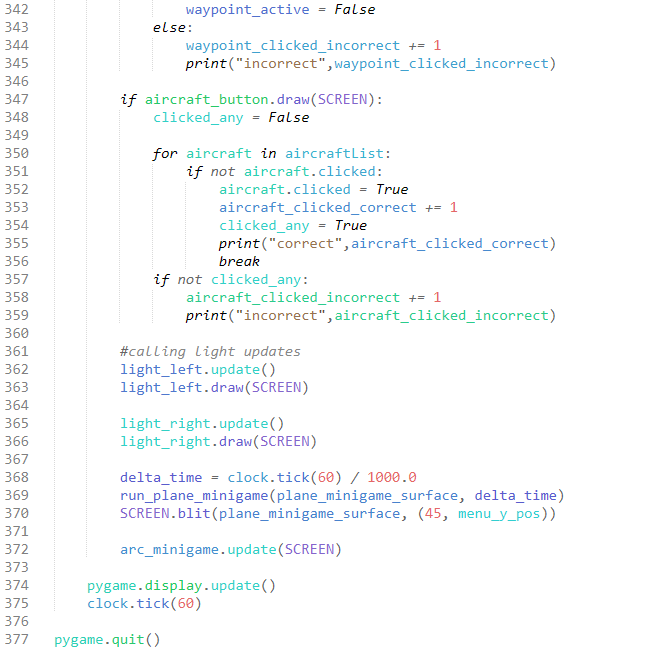 342                 waypoint_active = False
343             else:
344                 waypoint_clicked_incorrect += 1
345                 print("incorrect",waypoint_clicked_incorrect)
346
347         if aircraft_button.draw(SCREEN):
348             clicked_any = False
349
350             for aircraft in aircraftList:
351                 if not aircraft.clicked:
352                     aircraft.clicked = True
353                     aircraft_clicked_correct += 1
354                     clicked_any = True
355                     print("correct",aircraft_clicked_correct)
356                     break
357             if not clicked_any:
358                 aircraft_clicked_incorrect += 1
359                 print("incorrect",aircraft_clicked_incorrect)
360
361         #calling light updates
362         light_left.update()
363         light_left.draw(SCREEN)
364
365         light_right.update()
366         light_right.draw(SCREEN)
367
368         delta_time = clock.tick(60) / 1000.0
369         run_plane_minigame(plane_minigame_surface, delta_time)
370         SCREEN.blit(plane_minigame_surface, (45, menu_y_pos))
371
372         arc_minigame.update(SCREEN)
373
374     pygame.display.update()
375     clock.tick(60)
376
377 pygame.quit()